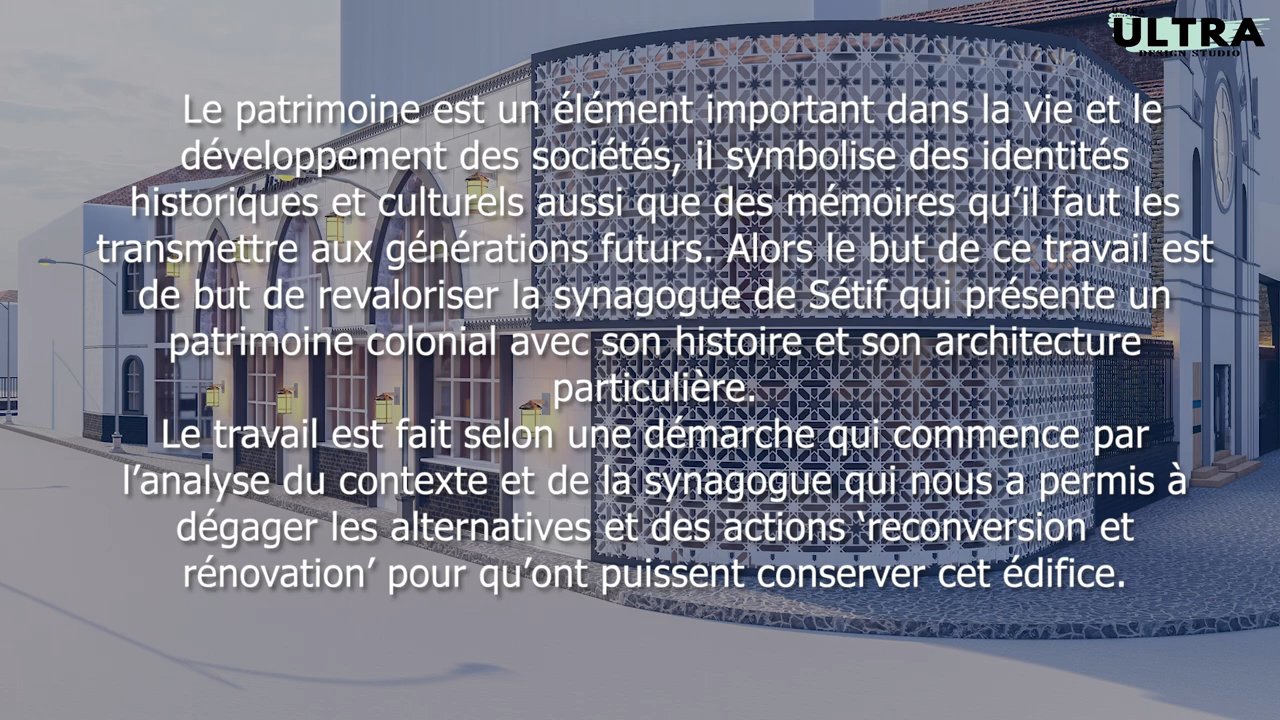 ULTRA
DESIGN STUDIO
Le patrimoine est un élément important dans la vie et le
développement des sociétés, il symbolise des identités
historiques et culturels aussi que des mémoires qu’il faut les
transmettre aux générations futurs. Alors le but de ce travail est
de but de revaloriser la synagogue de Sétif qui présente un
patrimoine colonial avec son histoire et son architecture
particulière.
Le travail est fait selon une démarche qui commence par
l’analyse du contexte et de la synagogue qui nous a permis à
dégager les alternatives et des actions ‘reconversion et
rénovation’ pour qu’ont puissent conserver cet édifice.